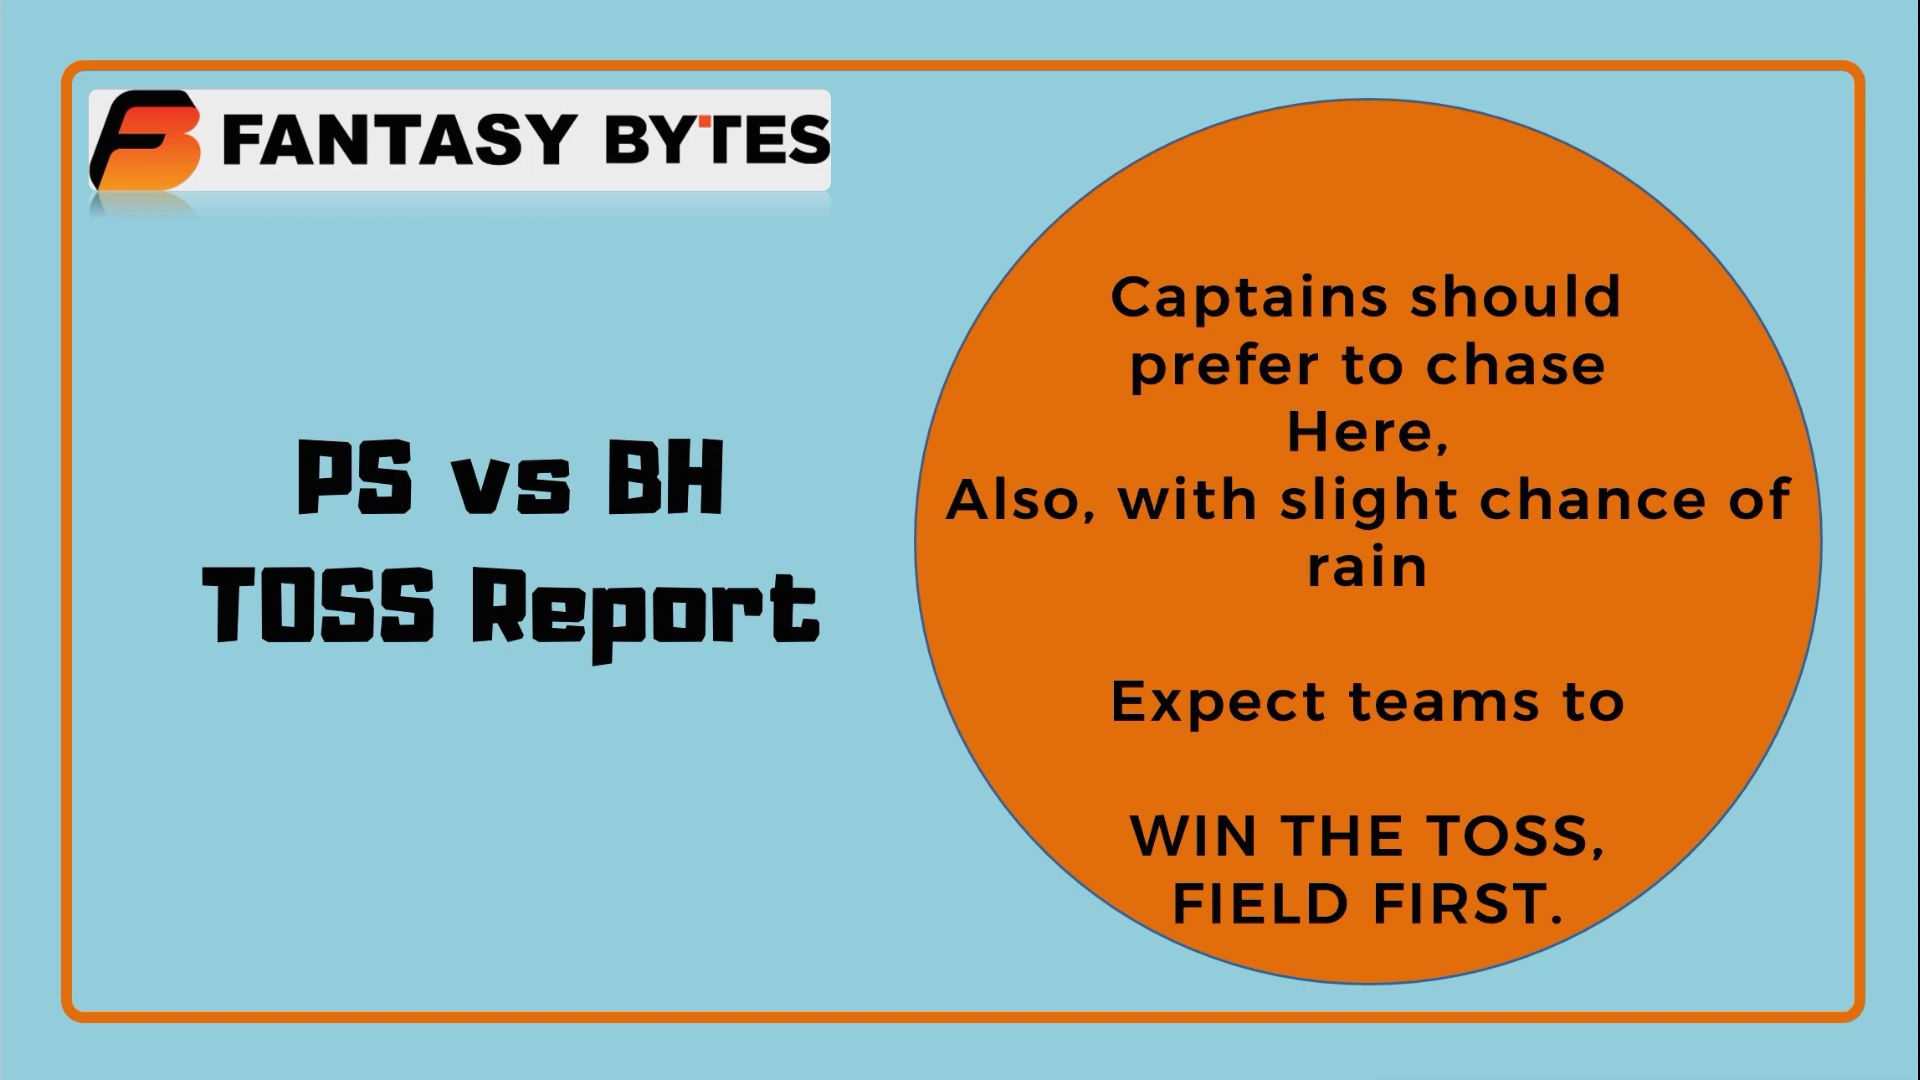 FANTASY BYTES
PS vs BH
TOSS Report
Captains should
prefer to chase
Here,
Also, with slight chance of
rain
Expect teams to
WIN THE TOSS,
FIELD FIRST.